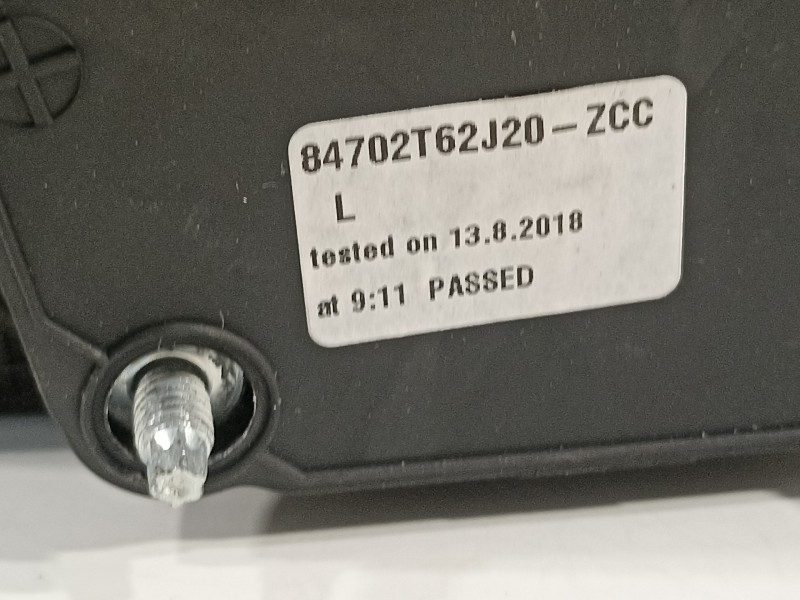 84702T62J20-ZCC
L
tested on 13.8.2018
at 9:11 PASSED